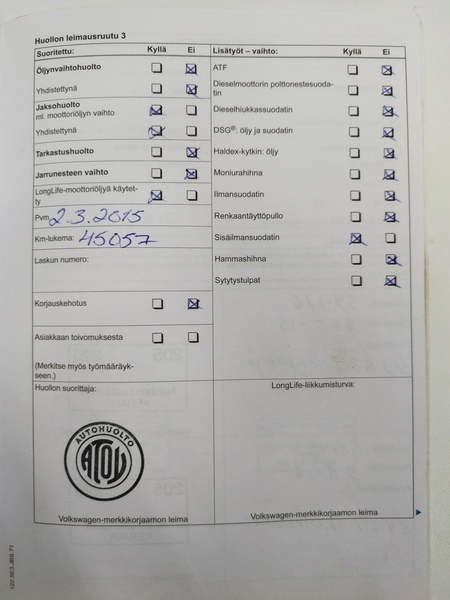 Huollon leimausruutu 3
Suoritettu: Kyllä Ei
Öljynvaihtohuolto
Yhdistettynä
Jaksohuolto
ml. moottoriöljyn vaihto
Yhdistettynä
Tarkastushuolto
Jarrunesteen vaihto
LongLife-moottoriöljyä käytet-
ty
Pvm 2.3.2015
Km-lukema: 45057
Laskun numero:
Korjauskehotus
Asiakkaan toivomuksesta
(Merkitse myös työmääräyk-
seen.)
Lisätyöt – vaihto: Kyllä Ei
ATF
Dieselmoottorin polttonestesuoda-
tin
Dieselhiukkassuodatin
DSG®: öljy ja suodatin
Haldex-kytkin: öljy
Moniurahihna
Ilmansuodatin
Renkaantäyttöpullo
Sisäilmansuodatin
Hammashihna
Sytytystulpat
Huollon suorittaja:
AUTOHUOLTO
ATOY
Volkswagen-merkkikorjaamon leima
LongLife-liikkumisturva:
Volkswagen-merkkikorjaamon leima